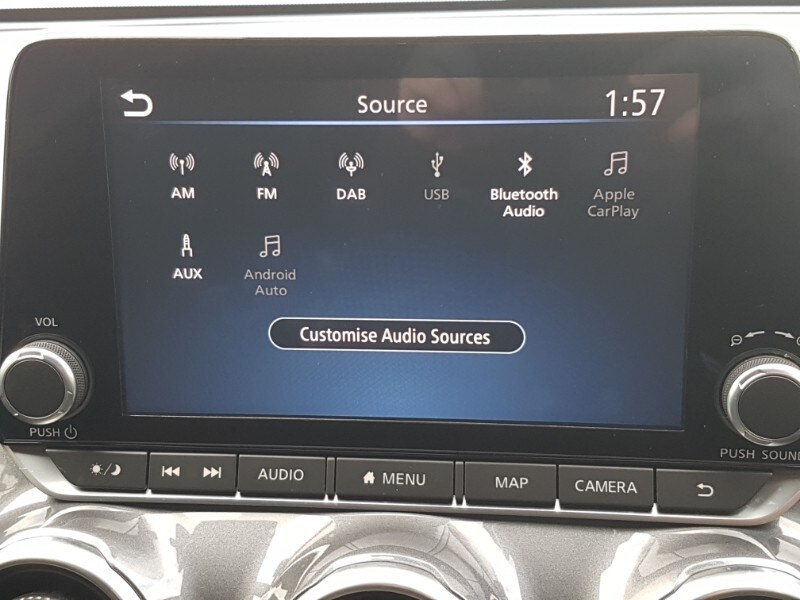 Source
1:57
AM
FM
DAB
USB
Bluetooth
Audio
Apple
CarPlay
AUX
Android
Auto
Customise Audio Sources
VOL
PUSH
PUSH SOUND
AUDIO
MENU
MAP
CAMERA